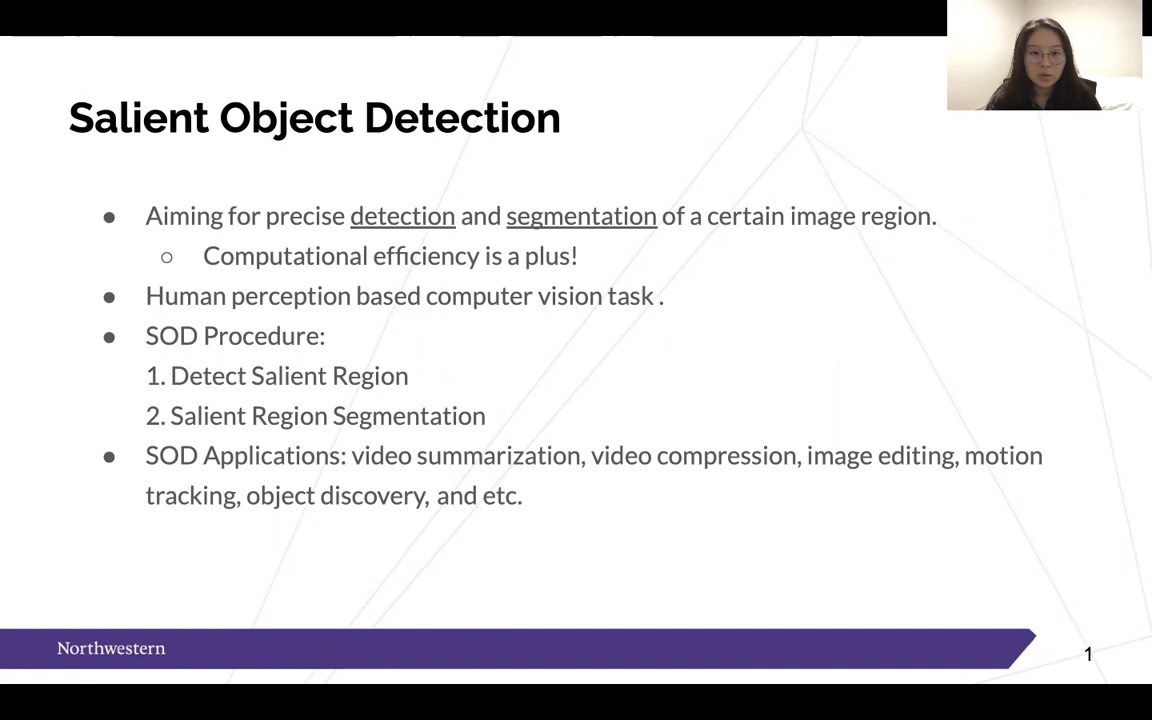 Salient Object Detection
● Aiming for precise detection and segmentation of a certain image region.
○ Computational efficiency is a plus!
● Human perception based computer vision task .
● SOD Procedure:
1. Detect Salient Region
2. Salient Region Segmentation
● SOD Applications: video summarization, video compression, image editing, motion
tracking, object discovery, and etc.
Northwestern
1